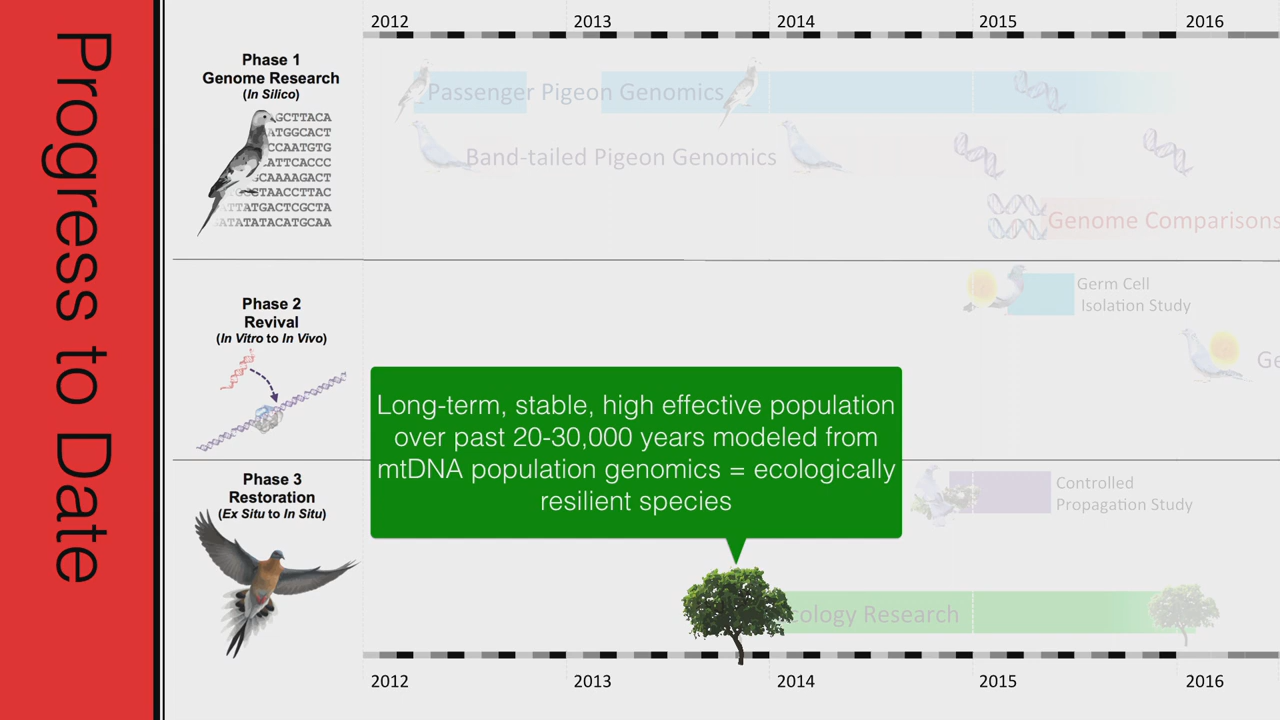 Progress to Date
2012 2013 2014 2015 2016
Phase 1
Genome Research
(In Silico)
GCTTACA
ATGGCACT
CCAATGTG
ATTCACCC
GCAAAAGACT
GTAACCTTAC
ATTATGACTCGCTA
GATATATACATGCAA
Passenger Pigeon Genomics
Band-tailed Pigeon Genomics
Genome Comparisons
Phase 2
Revival
(In Vitro to In Vivo)
Germ Cell
Isolation Study
Ge
Long-term, stable, high effective population
over past 20-30,000 years modeled from
mtDNA population genomics = ecologically
resilient species
Phase 3
Restoration
(Ex Situ to In Situ)
Controlled
Propagation Study
cology Research
2012 2013 2014 2015 2016